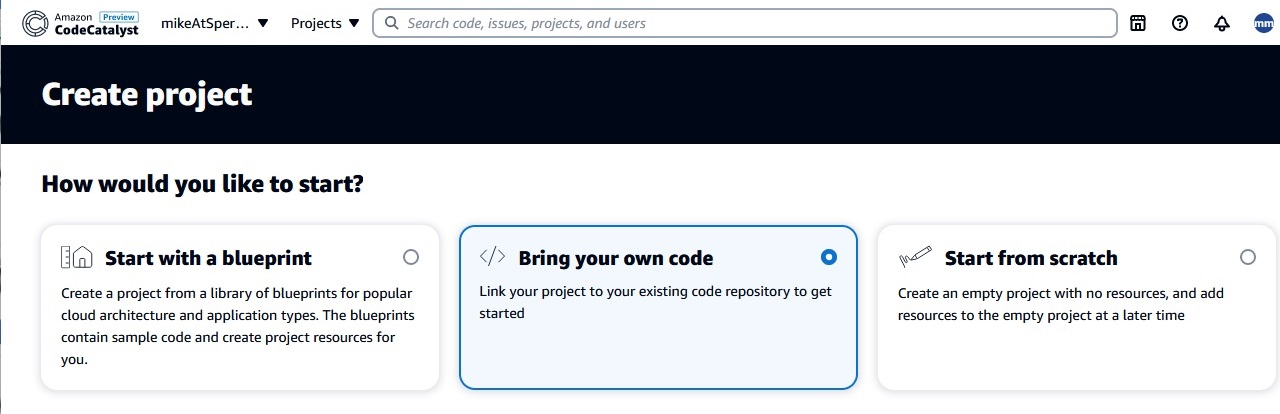 Amazon Preview
CodeCatalyst
mikeAtSper...
Projects
Search code, issues, projects, and users
mm
Create project
How would you like to start?
Start with a blueprint
Create a project from a library of blueprints for popular
cloud architecture and application types. The blueprints
contain sample code and create project resources for
you.
Bring your own code
Link your project to your existing code repository to get
started
Start from scratch
Create an empty project with no resources, and add
resources to the empty project at a later time